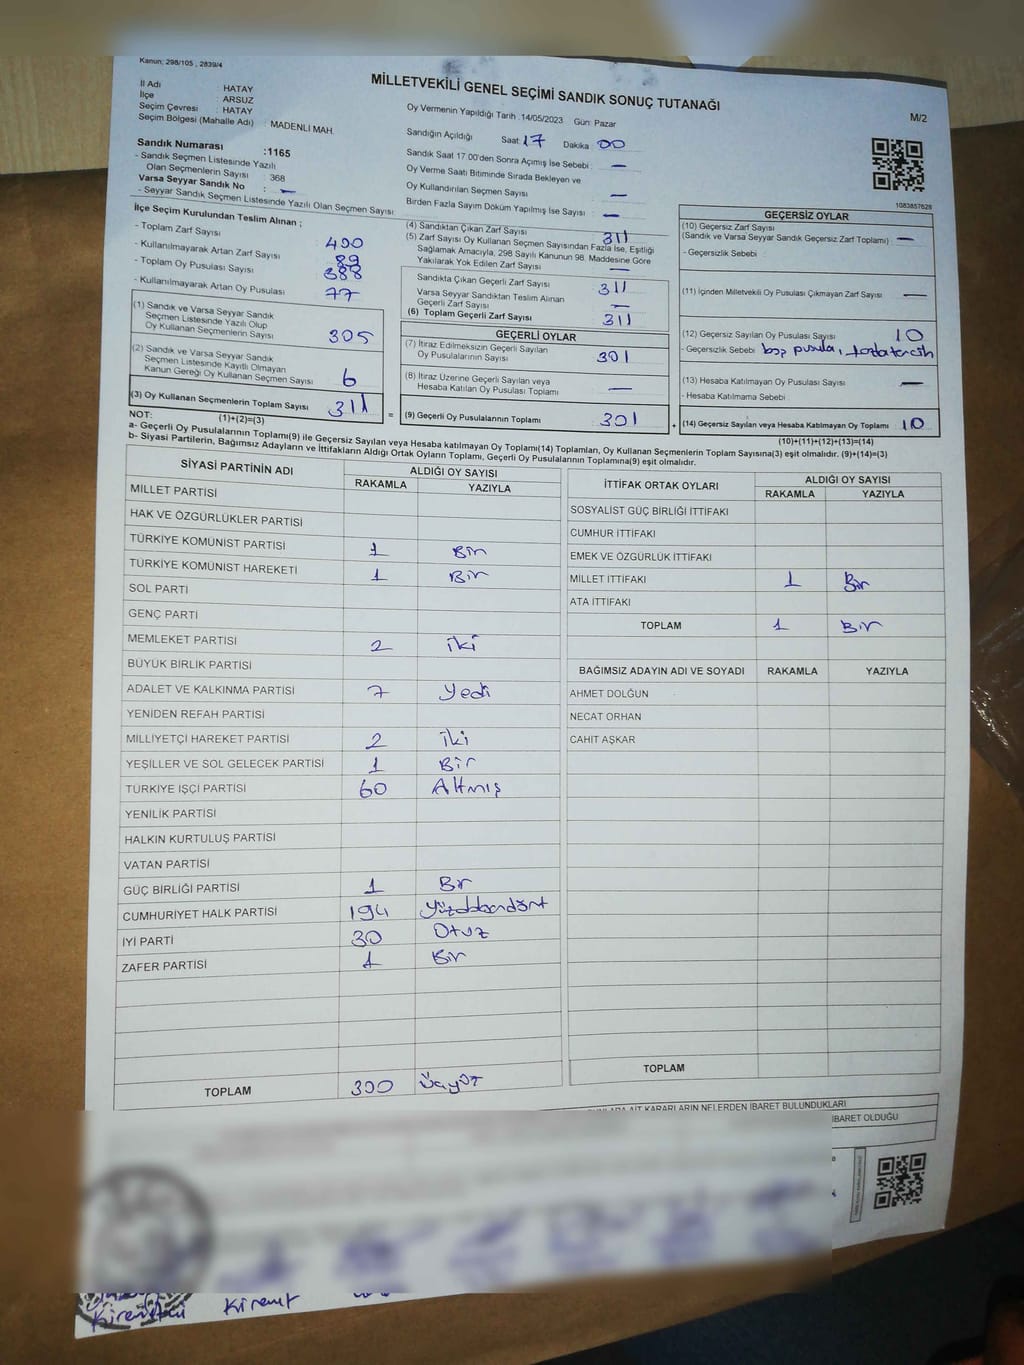 Kanun; 298/105 , 2839/4
MİLLETVEKİLİ GENEL SEÇİMİ SANDIK SONUÇ TUTANAĞI
M/2
İl Adı : HATAY
İlçe : ARSUZ
Seçim Çevresi : HATAY
Seçim Bölgesi (Mahalle Adı) : MADENLİ MAH.
Oy Vermenin Yapıldığı Tarih :14/05/2023 Gün: Pazar
Sandığın Açıldığı Saat: 17 Dakika: 00
Sandık Saat 17.00'den Sonra Açımış İse Sebebi : —
Oy Verme Saati Bitiminde Sırada Bekleyen ve
Oy Kullandırılan Seçmen Sayısı : —
Birden Fazla Sayım Döküm Yapılmış İse Sayısı : —
Sandık Numarası :1165
- Sandık Seçmen Listesinde Yazılı
Olan Seçmenlerin Sayısı : 368
Varsa Seyyar Sandık No : —
- Seyyar Sandık Seçmen Listesinde Yazılı Olan Seçmen Sayısı
1083857628
İlçe Seçim Kurulundan Teslim Alınan ;
- Toplam Zarf Sayısı : 400
- Kullanılmayarak Artan Zarf Sayısı : 89
- Toplam Oy Pusulası Sayısı : 388
- Kullanılmayarak Artan Oy Pusulası : 77
(1) Sandık ve Varsa Seyyar Sandık
Seçmen Listesinde Yazılı Olup
Oy Kullanan Seçmenlerin Sayısı : 305
(2) Sandık ve Varsa Seyyar Sandık
Seçmen Listesinde Kayıtlı Olmayan
Kanun Gereği Oy Kullanan Seçmen Sayısı : 6
(3) Oy Kullanan Seçmenlerin Toplam Sayısı : 311
(1)+(2)=(3)
(4) Sandıktan Çıkan Zarf Sayısı : 311
(5) Zarf Sayısı Oy Kullanan Seçmen Sayısından Fazla İse, Eşitliği
Sağlamak Amacıyla, 298 Sayılı Kanunun 98. Maddesine Göre
Yakılarak Yok Edilen Zarf Sayısı : —
Sandıkta Çıkan Geçerli Zarf Sayısı : 311
Varsa Seyyar Sandıktan Teslim Alınan
Geçerli Zarf Sayısı : —
(6) Toplam Geçerli Zarf Sayısı : 311
GEÇERLİ OYLAR
(7) İtiraz Edilmeksizin Geçerli Sayılan
Oy Pusulalarının Sayısı : 301
(8) İtiraz Üzerine Geçerli Sayılan veya
Hesaba Katılan Oy Pusulası Toplamı : —
= (9) Geçerli Oy Pusulalarının Toplamı : 301 +
GEÇERSİZ OYLAR
(10) Geçersiz Zarf Sayısı
(Sandık ve Varsa Seyyar Sandık Geçersiz Zarf Toplamı) : —
- Geçersizlik Sebebi :
(11) İçinden Milletvekili Oy Pusulası Çıkmayan Zarf Sayısı : —
(12) Geçersiz Sayılan Oy Pusulası Sayısı : 10
- Geçersizlik Sebebi : boş pusula, fazla tercih
(13) Hesaba Katılmayan Oy Pusulası Sayısı : —
- Hesaba Katılmama Sebebi :
(14) Geçersiz Sayılan veya Hesaba Katılmayan Oy Toplamı : 10
(10)+(11)+(12)+(13)=(14)
NOT:
a- Geçerli Oy Pusulalarının Toplamı(9) ile Geçersiz Sayılan veya Hesaba katılmayan Oy Toplamı(14) Toplamları, Oy Kullanan Seçmenlerin Toplam Sayısına(3) eşit olmalıdır. (9)+(14)=(3)
b- Siyasi Partilerin, Bağımsız Adayların ve İttifakların Aldığı Ortak Oyların Toplamı, Geçerli Oy Pusulalarının Toplamına(9) eşit olmalıdır.
SİYASİ PARTİNİN ADI ALDIĞI OY SAYISI
RAKAMLA YAZIYLA
MİLLET PARTİSİ
HAK VE ÖZGÜRLÜKLER PARTİSİ
TÜRKİYE KOMÜNİST PARTİSİ 1 Bir
TÜRKİYE KOMÜNİST HAREKETİ 1 Bir
SOL PARTİ
GENÇ PARTİ
MEMLEKET PARTİSİ 2 iki
BÜYÜK BİRLİK PARTİSİ
ADALET VE KALKINMA PARTİSİ 7 Yedi
YENİDEN REFAH PARTİSİ
MİLLİYETÇİ HAREKET PARTİSİ 2 iki
YEŞİLLER VE SOL GELECEK PARTİSİ 1 Bir
TÜRKİYE İŞÇİ PARTİSİ 60 Altmış
YENİLİK PARTİSİ
HALKIN KURTULUŞ PARTİSİ
VATAN PARTİSİ
GÜÇ BİRLİĞİ PARTİSİ 1 Bir
CUMHURİYET HALK PARTİSİ 194 Yüzdoksandört
İYİ PARTİ 30 Otuz
ZAFER PARTİSİ 1 Bir
TOPLAM 300 Üçyüz
İTTİFAK ORTAK OYLARI ALDIĞI OY SAYISI
RAKAMLA YAZIYLA
SOSYALİST GÜÇ BİRLİĞİ İTTİFAKI
CUMHUR İTTİFAKI
EMEK VE ÖZGÜRLÜK İTTİFAKI
MİLLET İTTİFAKI 1 Bir
ATA İTTİFAKI
TOPLAM 1 Bir
BAĞIMSIZ ADAYIN ADI VE SOYADI RAKAMLA YAZIYLA
AHMET DOLĞUN
NECAT ORHAN
CAHİT AŞKAR
TOPLAM
AİT KARARLARIN NELERDEN İBARET BULUNDUKLARI
İBARET OLDUĞU
Kiremit